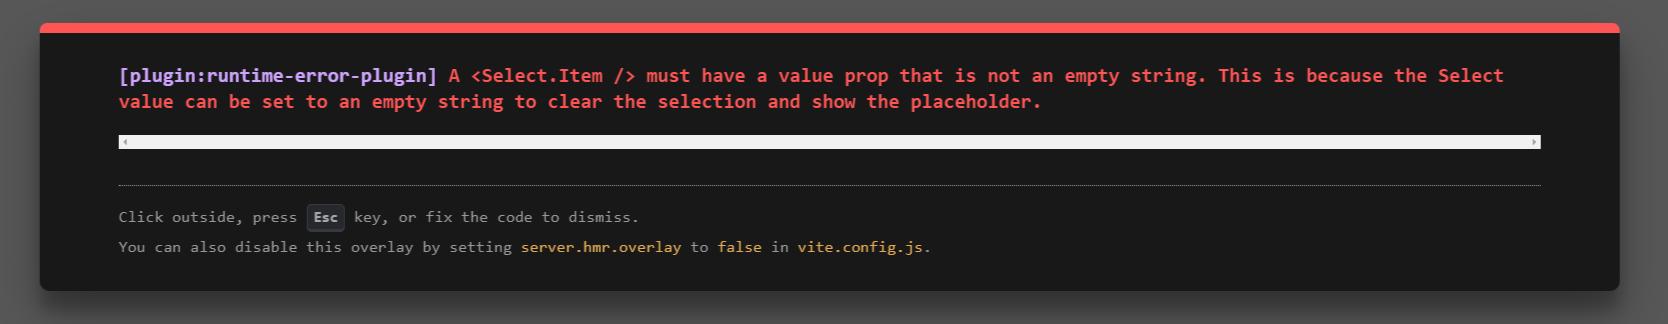 [plugin:runtime-error-plugin] A <Select.Item /> must have a value prop that is not an empty string. This is because the Select
value can be set to an empty string to clear the selection and show the placeholder.
Click outside, press Esc key, or fix the code to dismiss.
You can also disable this overlay by setting server.hmr.overlay to false in vite.config.js.